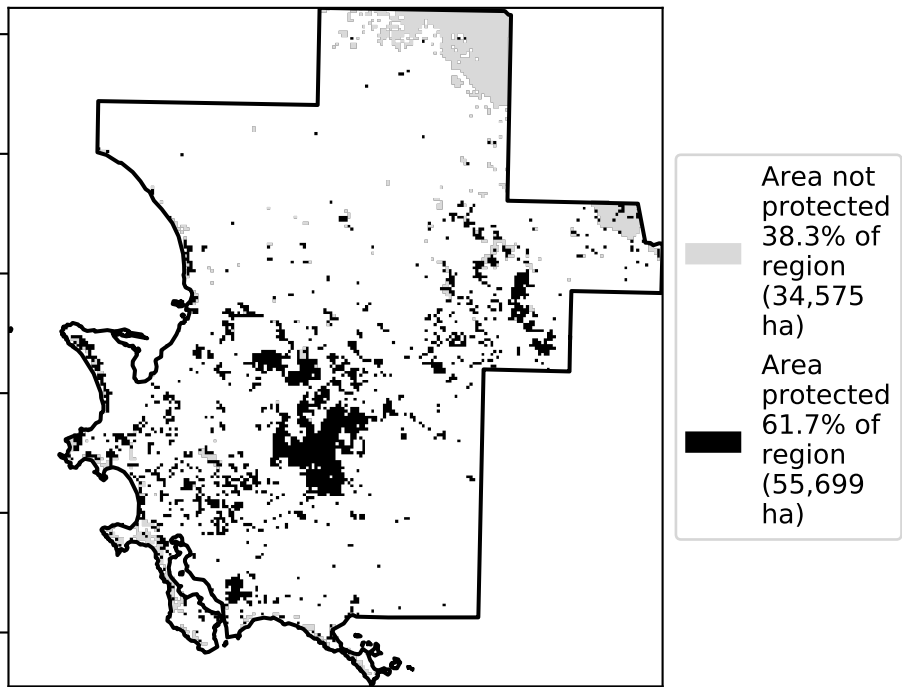 Area not
protected
38.3% of
region
(34,575
ha)
Area
protected
61.7% of
region
(55,699
ha)